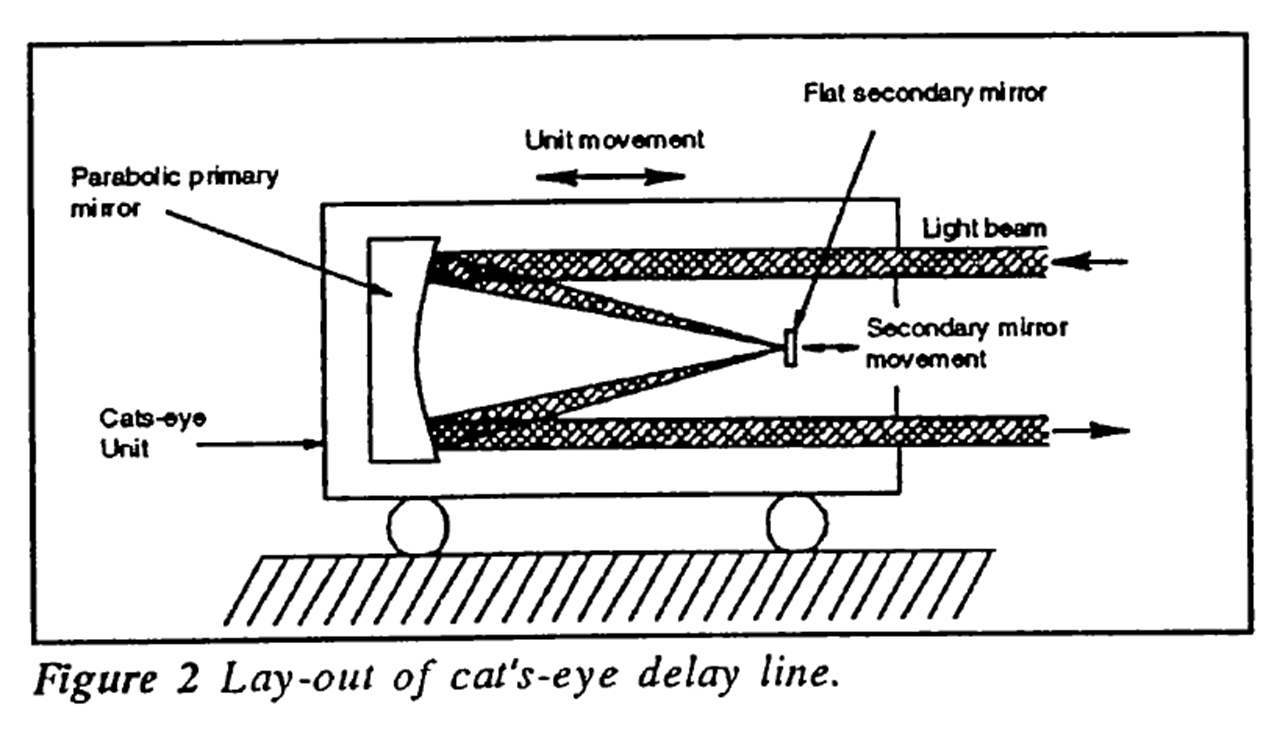 Flat secondary mirror
Unit movement
Parabolic primary
mirror
Light beam
Secondary mirror
movement
Cats-eye
Unit
Figure 2 Lay-out of cat's-eye delay line.